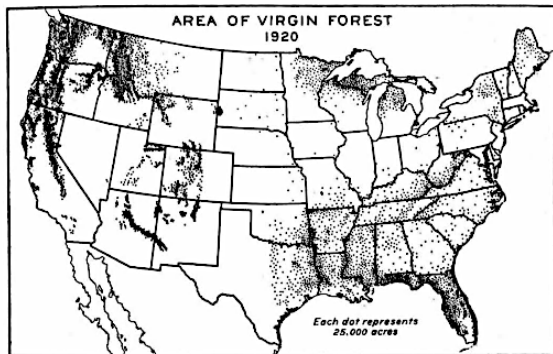 AREA OF VIRGIN FOREST
1920
Each dot represents
25,000 acres